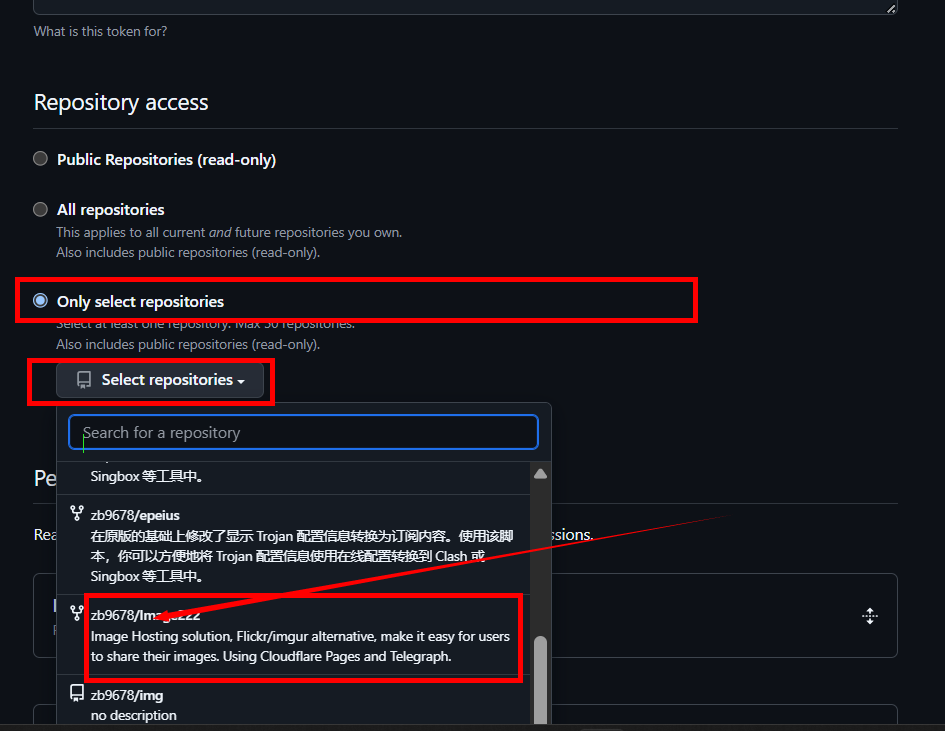 What is this token for?
Repository access
Public Repositories (read-only)
All repositories
This applies to all current and future repositories you own.
Also includes public repositories (read-only).
Only select repositories
Select at least one repository. Max 50 repositories.
Also includes public repositories (read-only).
Select repositories
Search for a repository
Singbox 等工具中。
zb9678/epeius
在原版的基础上修改了显示 Trojan 配置信息转换为订阅内容。使用该脚
本，你可以方便地将 Trojan 配置信息使用在线配置转换到 Clash 或
Singbox 等工具中。
zb9678/Image222
Image Hosting solution, Flickr/imgur alternative, make it easy for users
to share their images. Using Cloudflare Pages and Telegraph.
zb9678/img
no description